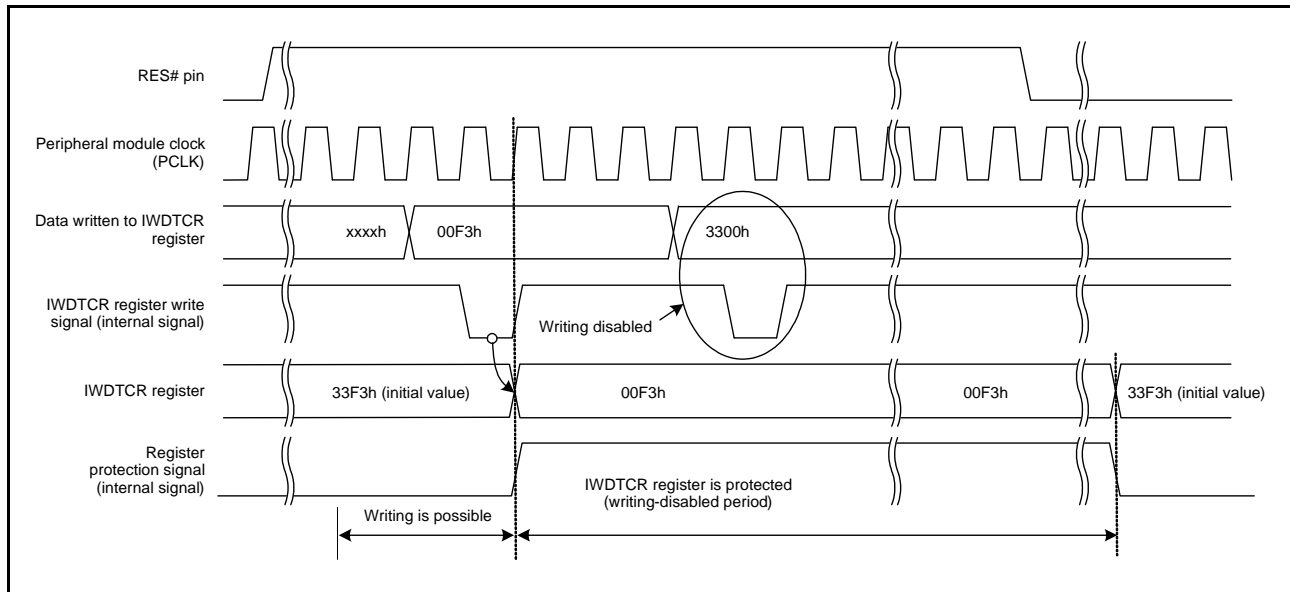 RES# pin
Peripheral module clock
(PCLK)
Data written to IWDTCR
register
xxxxh
00F3h
3300h
IWDTCR register write
signal (internal signal)
Writing disabled
IWDTCR register
33F3h (initial value)
00F3h
00F3h
33F3h (initial value)
Register
protection signal
(internal signal)
IWDTCR register is protected
(writing-disabled period)
Writing is possible